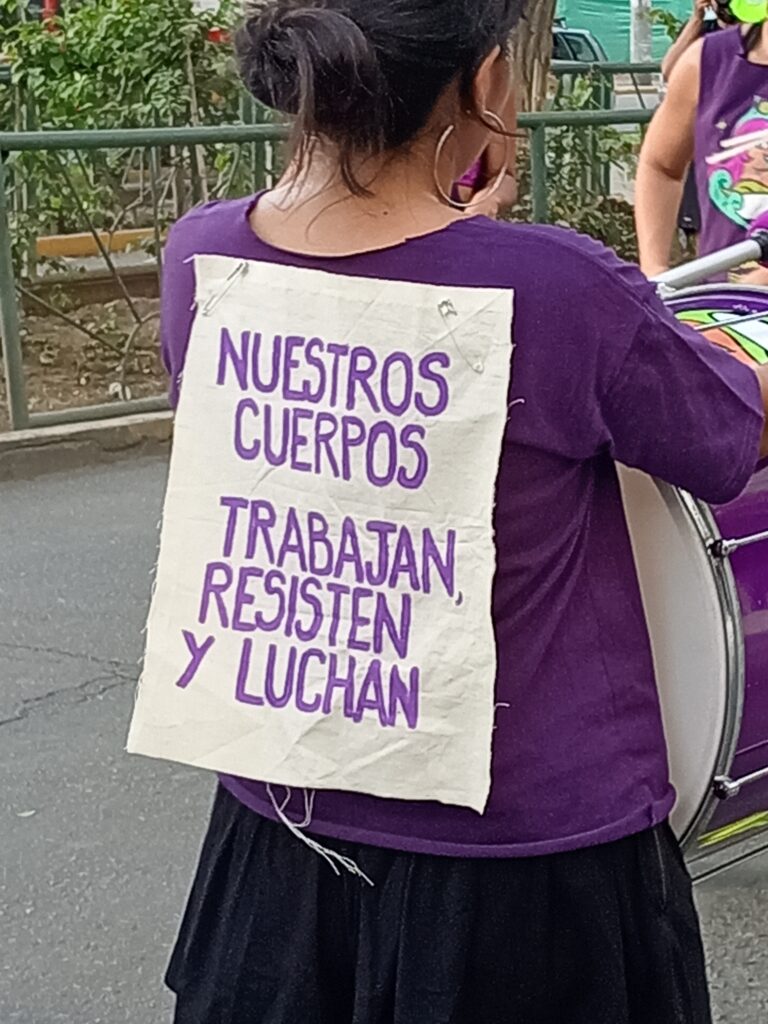 NUESTROS
CUERPOS
TRABAJAN,
RESISTEN
Y LUCHAN